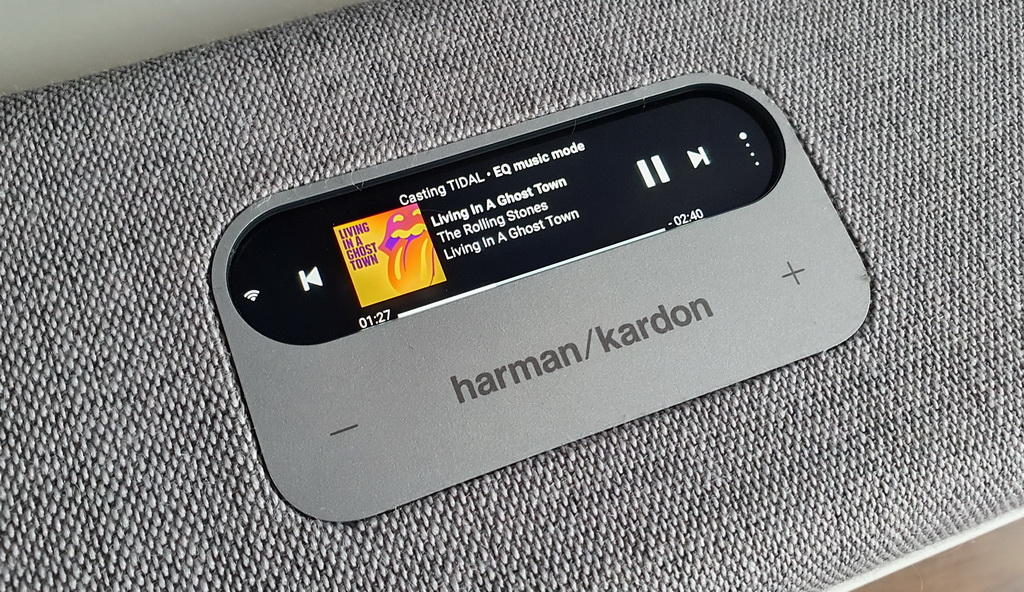 Casting TIDAL • EQ music mode
LIVING
IN A
GHOST
TOWN
Living In A Ghost Town
The Rolling Stones
Living In A Ghost Town
01:27
- 02:40
harman/kardon